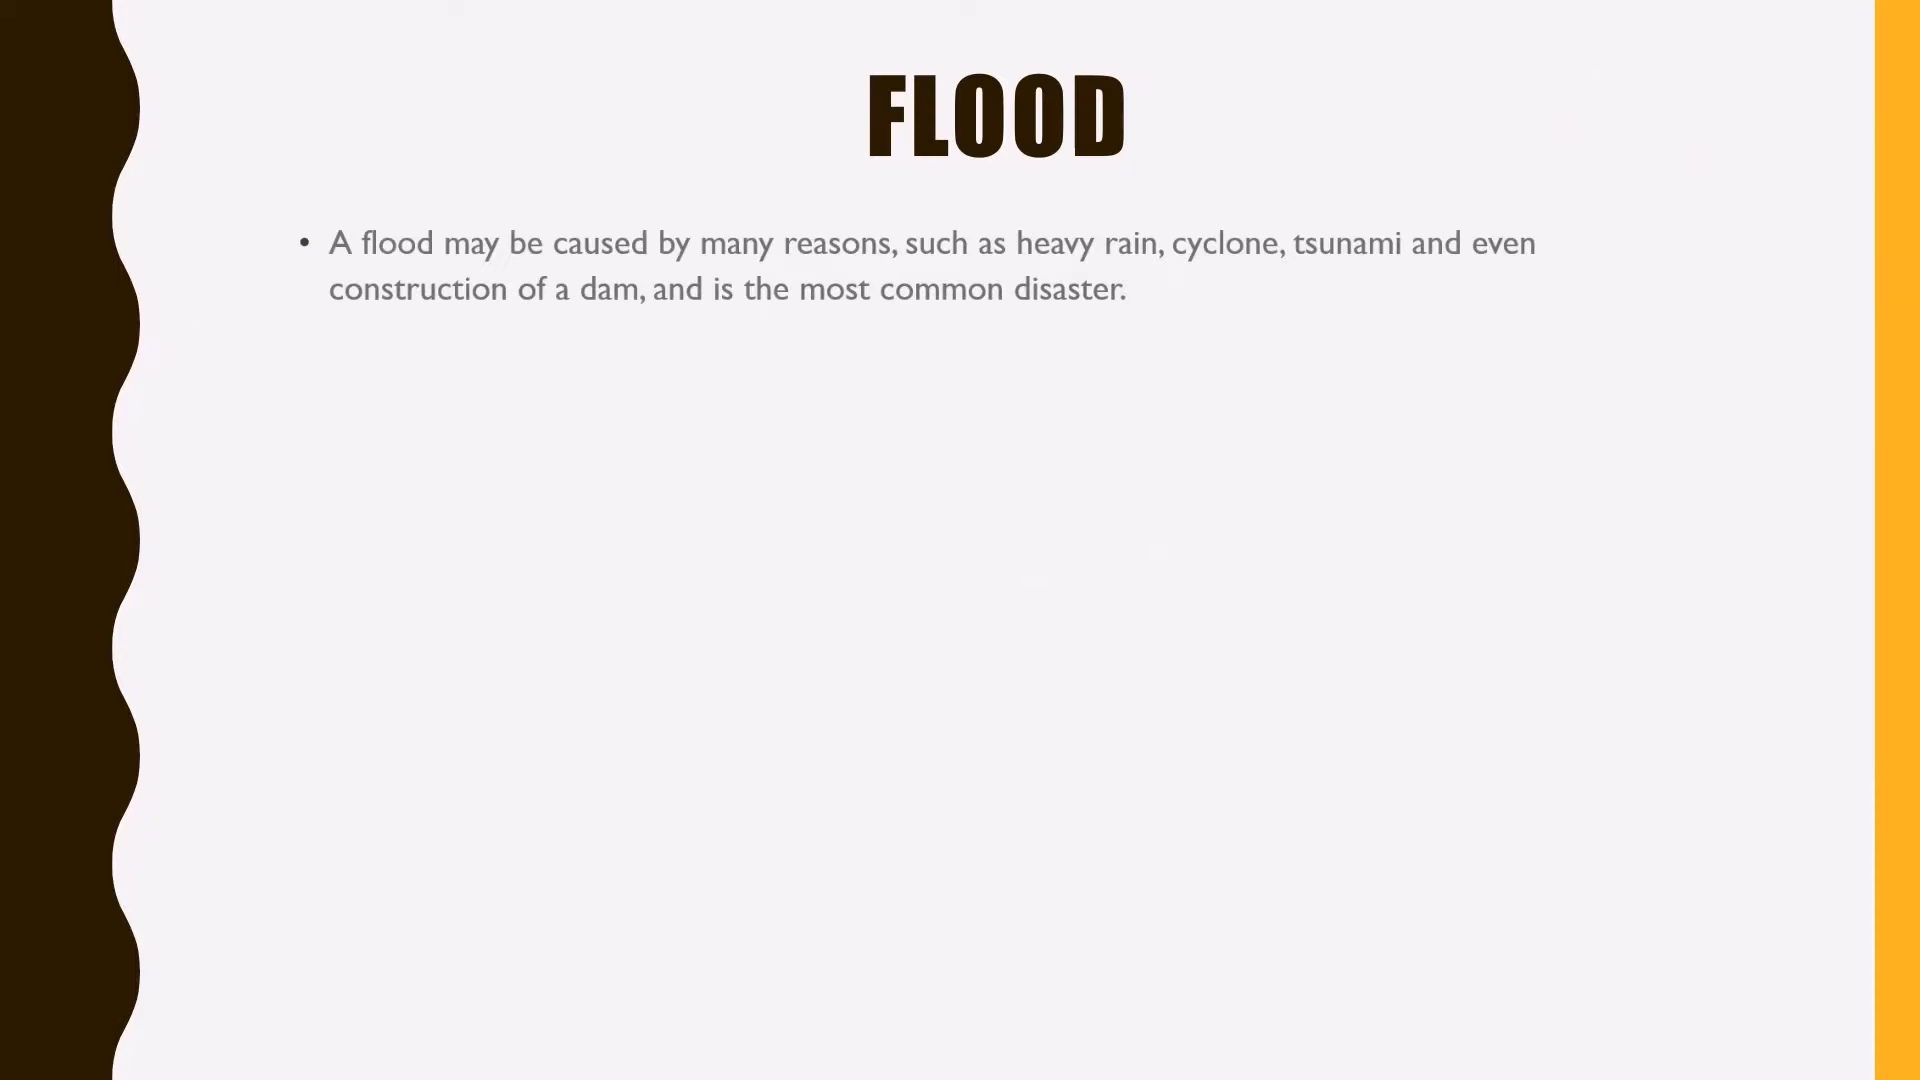 FLOOD
• A flood may be caused by many reasons, such as heavy rain, cyclone, tsunami and even
construction of a dam, and is the most common disaster.